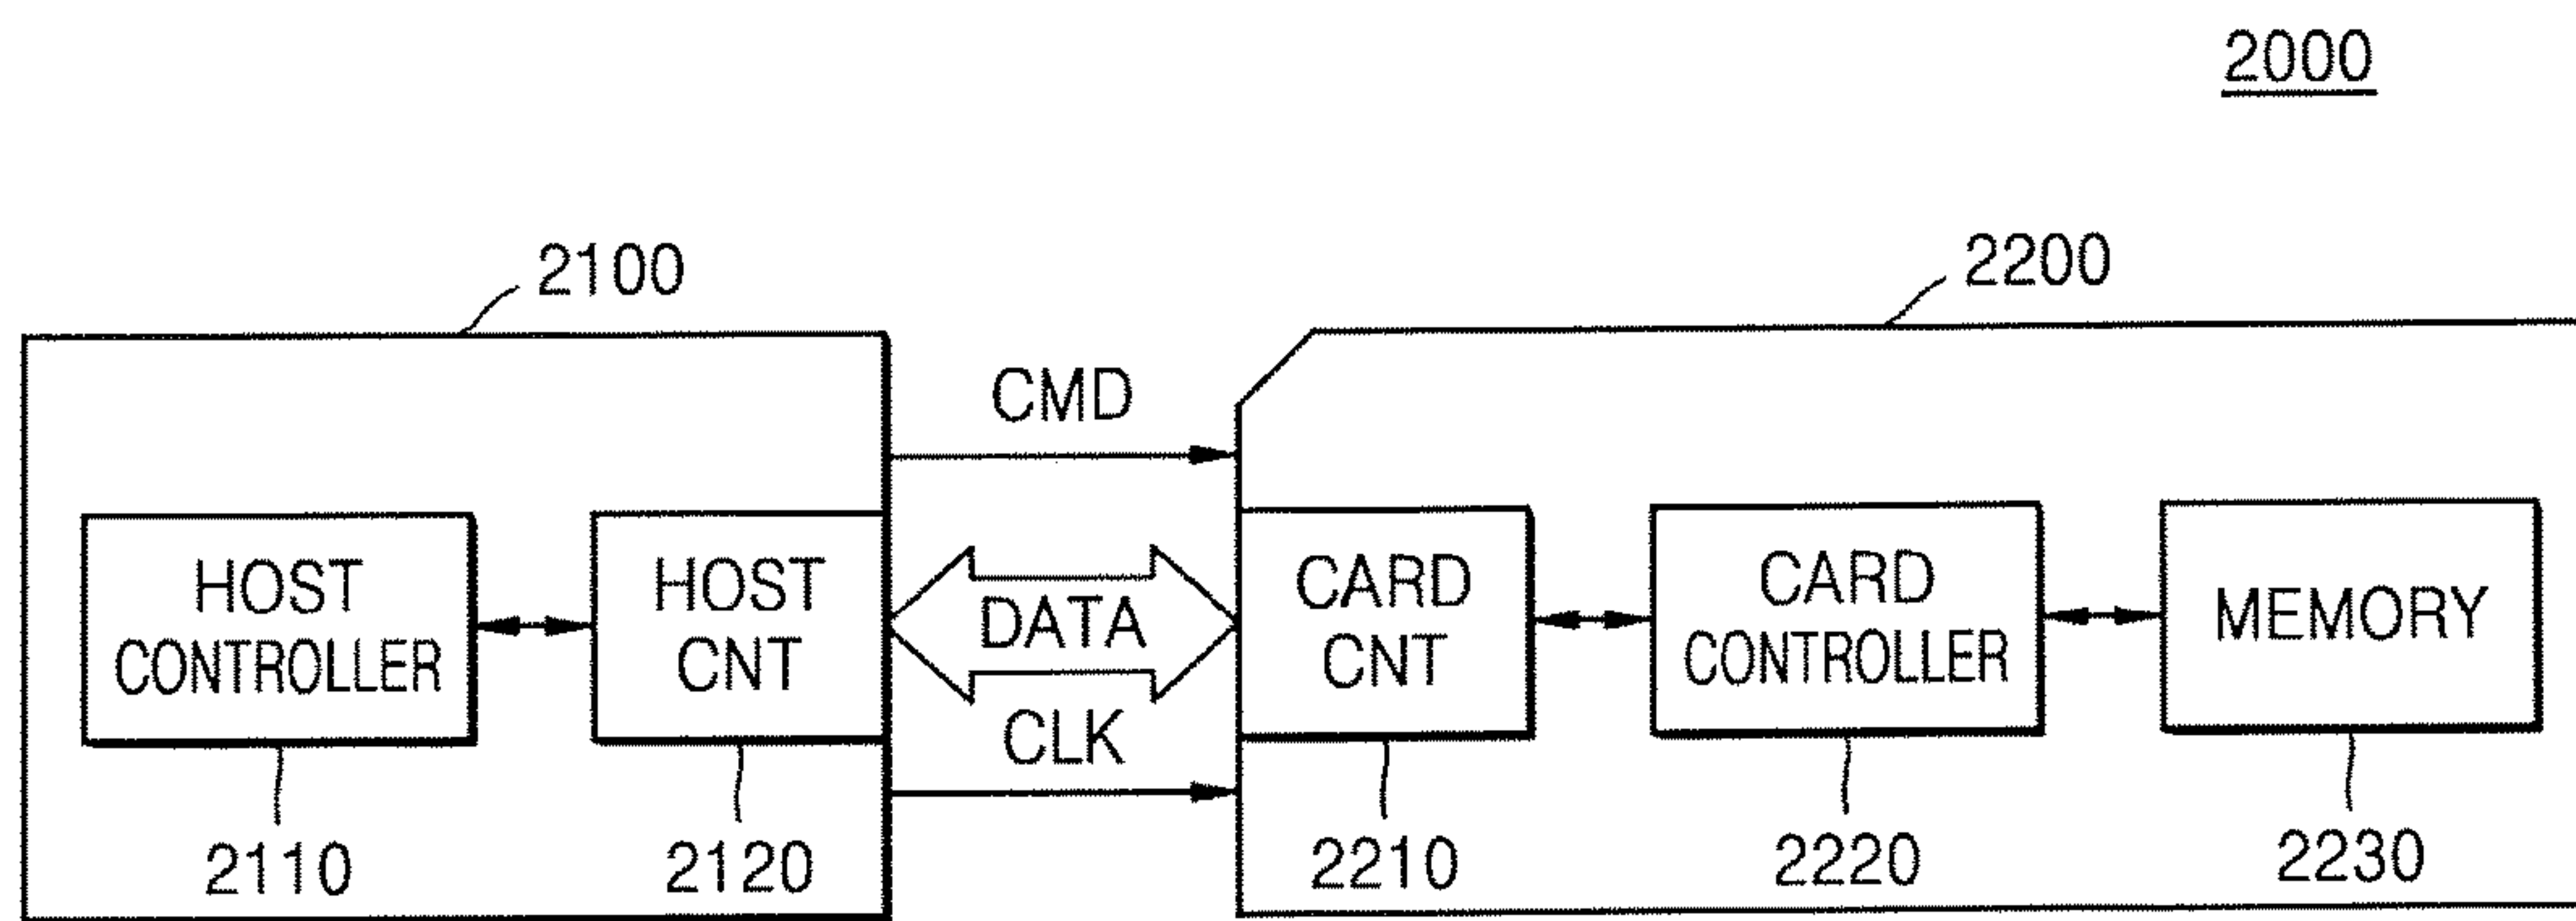 2000
2100
2200
CMD
HOST
CONTROLLER
HOST
CNT
DATA
CARD
CNT
CARD
CONTROLLER
MEMORY
CLK
2110
2120
2210
2220
2230